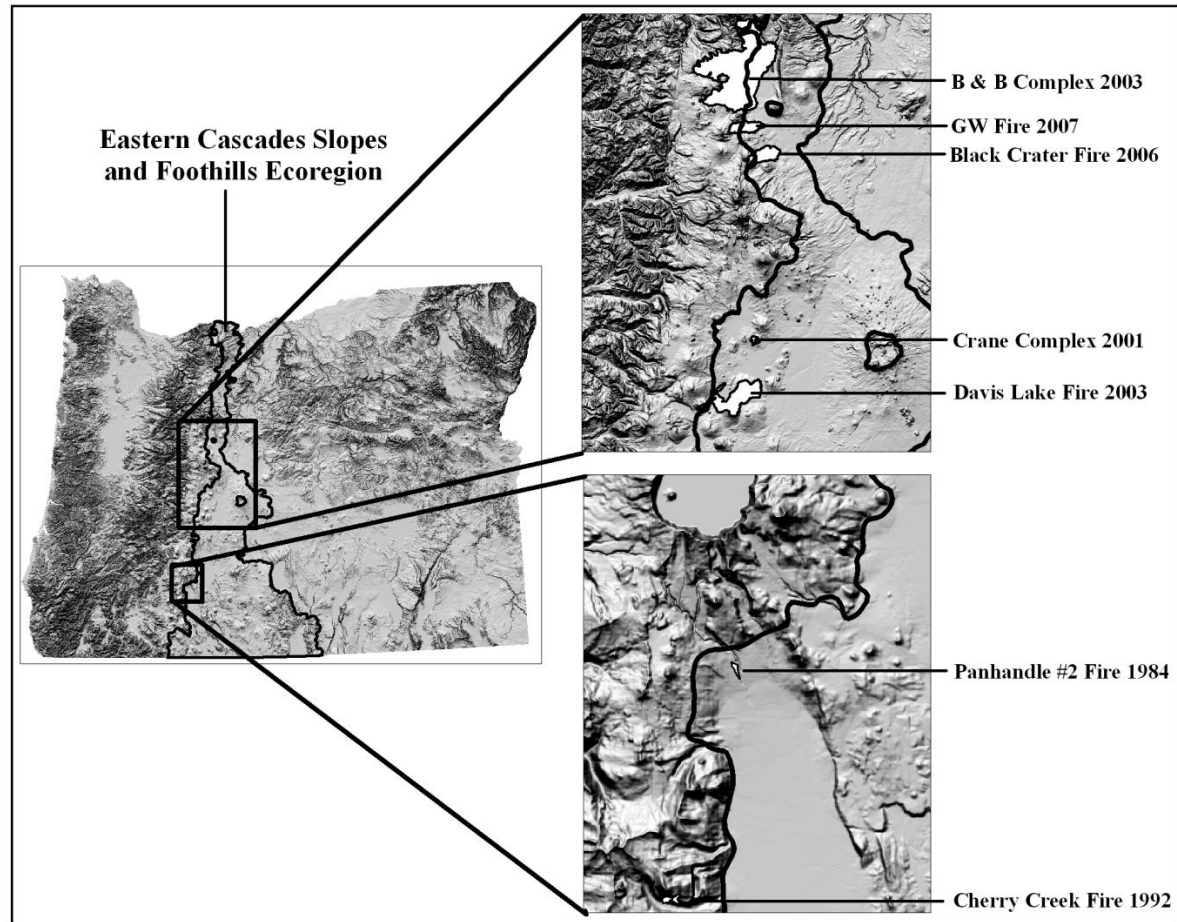 Eastern Cascades Slopes
and Foothills Ecoregion
B & B Complex 2003
GW Fire 2007
Black Crater Fire 2006
Crane Complex 2001
Davis Lake Fire 2003
Panhandle #2 Fire 1984
Cherry Creek Fire 1992